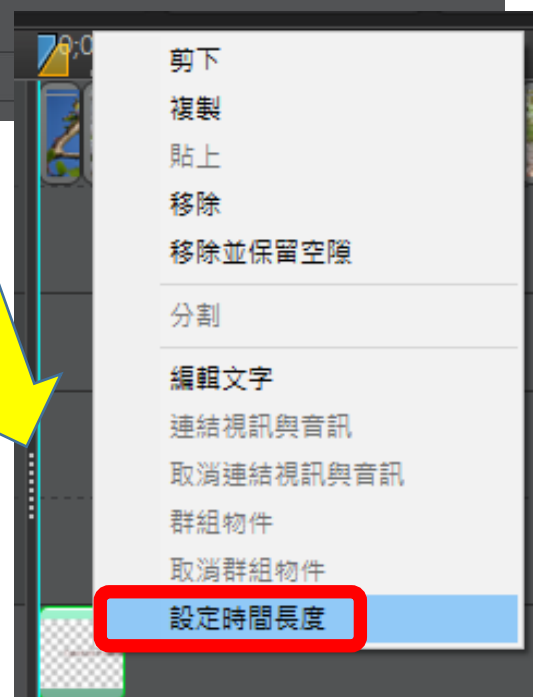 剪下
複製
貼上
移除
移除並保留空隙
分割
編輯文字
連結視訊與音訊
取消連結視訊與音訊
群組物件
取消群組物件
設定時間長度